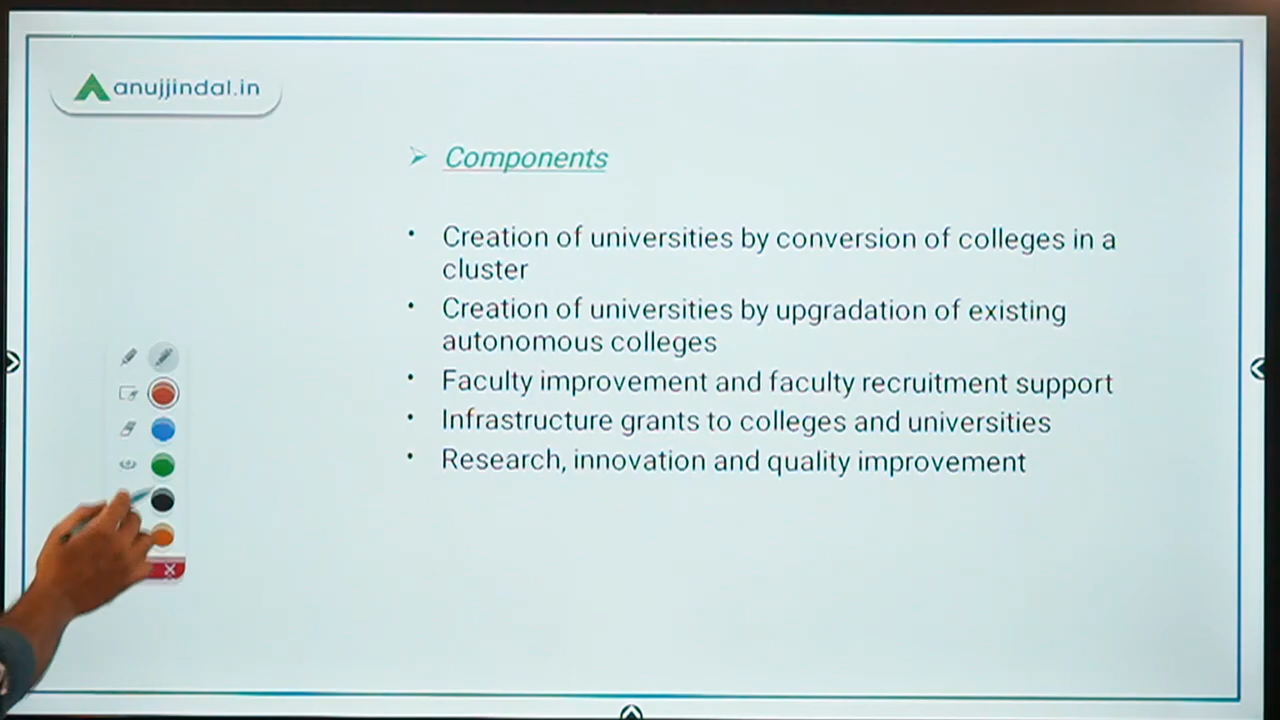 anujjindal.in
Components
Creation of universities by conversion of colleges in a
cluster
Creation of universities by upgradation of existing
autonomous colleges
Faculty improvement and faculty recruitment support
Infrastructure grants to colleges and universities
Research, innovation and quality improvement